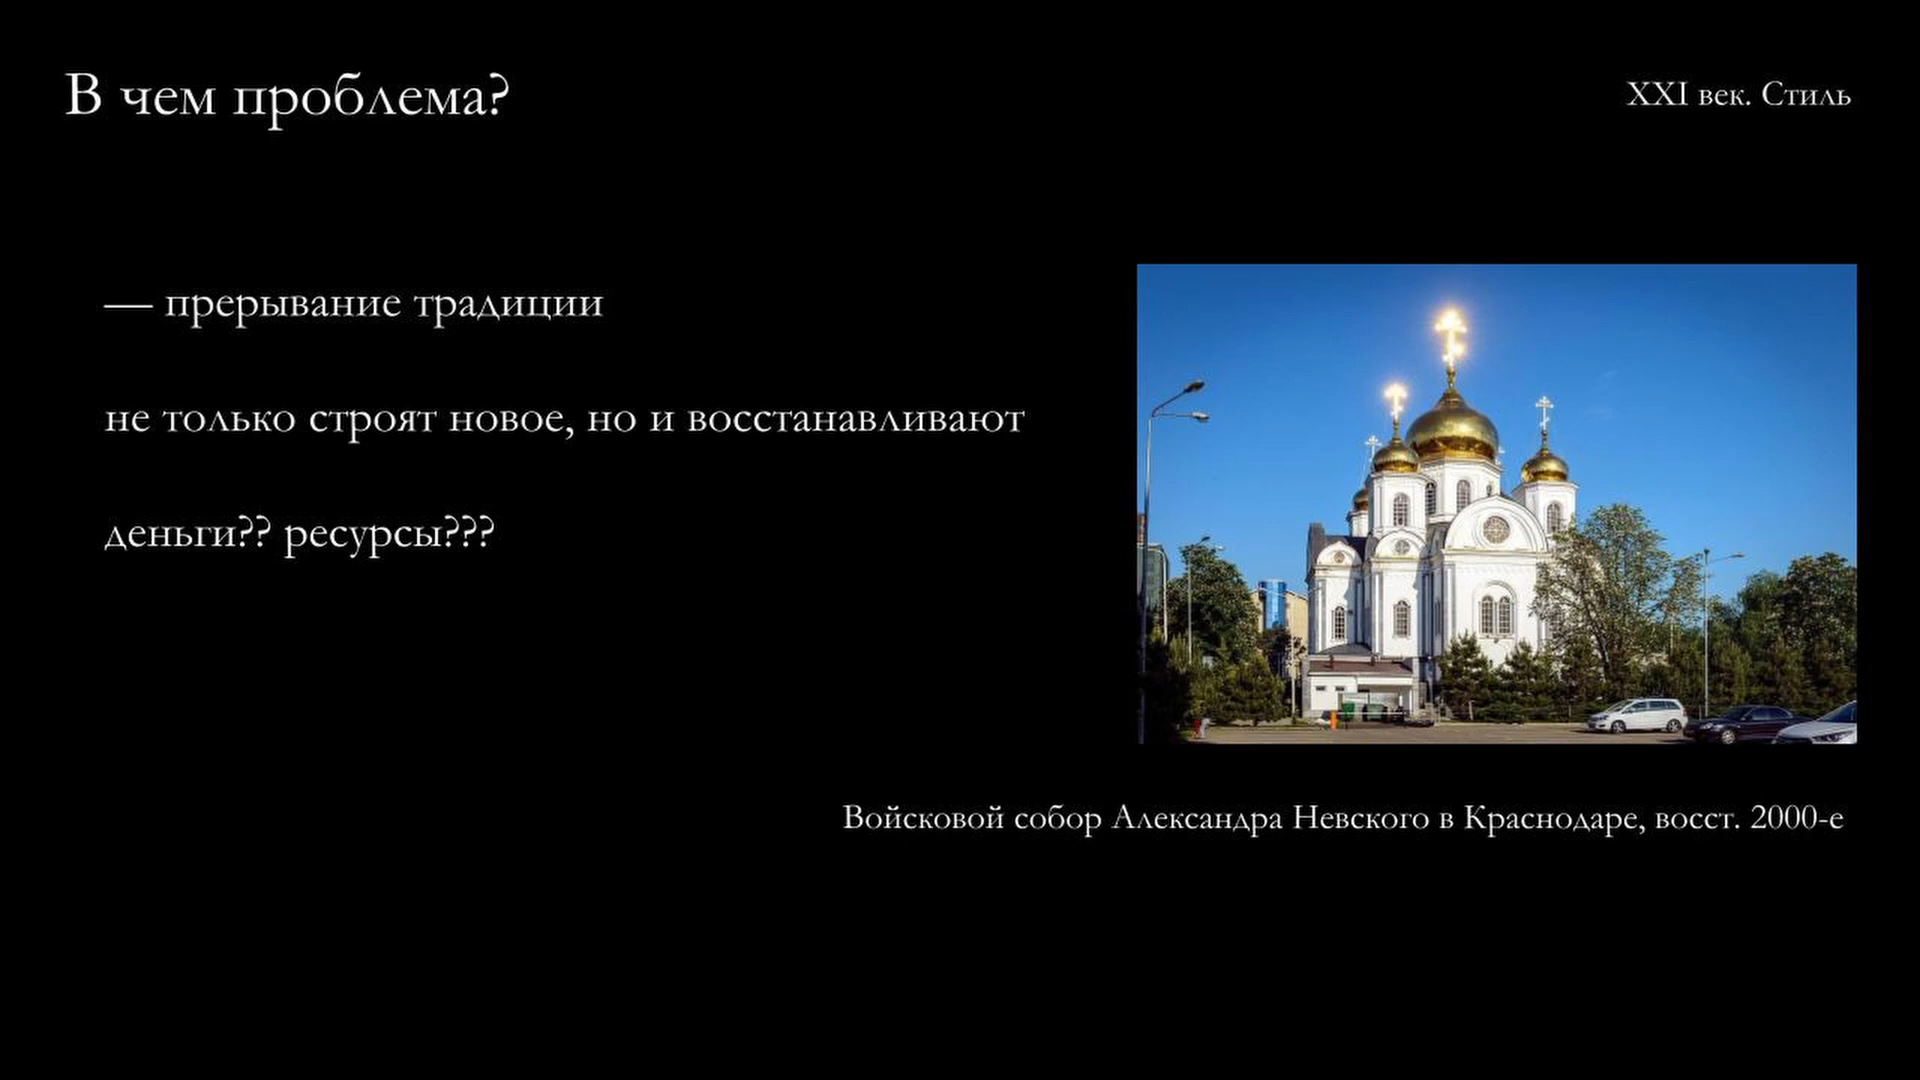 В чем проблема?
XXI век. Стиль
— прерывание традиции
не только строят новое, но и восстанавливают
деньги?? ресурсы???
Войсковой собор Александра Невского в Краснодаре, восст. 2000-е